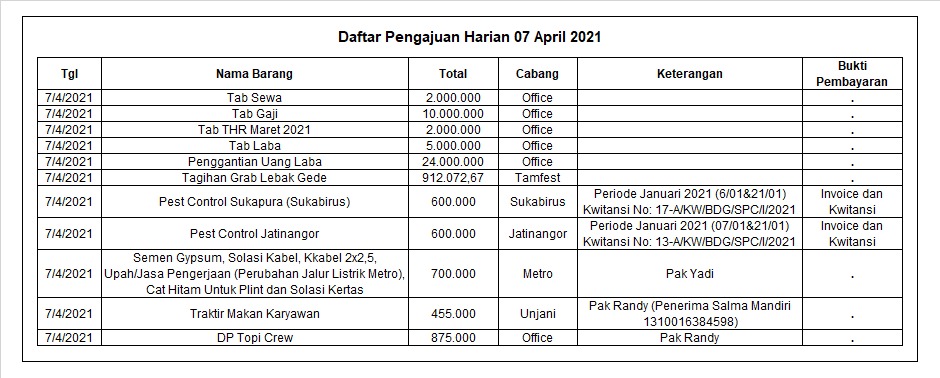 Daftar Pengajuan Harian 07 April 2021
Tgl Nama Barang Total Cabang Keterangan Bukti Pembayaran
7/4/2021 Tab Sewa 2.000.000 Office .
7/4/2021 Tab Gaji 10.000.000 Office .
7/4/2021 Tab THR Maret 2021 2.000.000 Office .
7/4/2021 Tab Laba 5.000.000 Office .
7/4/2021 Penggantian Uang Laba 24.000.000 Office .
7/4/2021 Tagihan Grab Lebak Gede 912.072,67 Tamfest .
7/4/2021 Pest Control Sukapura (Sukabirus) 600.000 Sukabirus Periode Januari 2021 (6/01&21/01) Invoice dan
Kwitansi No: 17-A/KW/BDG/SPC/I/2021 Kwitansi
7/4/2021 Pest Control Jatinangor 600.000 Jatinangor Periode Januari 2021 (07/01&21/01) Invoice dan
Kwitansi No: 13-A/KW/BDG/SPC/I/2021 Kwitansi
Semen Gypsum, Solasi Kabel, Kkabel 2x2,5,
7/4/2021 Upah/Jasa Pengerjaan (Perubahan Jalur Listrik Metro), 700.000 Metro Pak Yadi .
Cat Hitam Untuk Plint dan Solasi Kertas
7/4/2021 Traktir Makan Karyawan 455.000 Unjani Pak Randy (Penerima Salma Mandiri .
1310016384598)
7/4/2021 DP Topi Crew 875.000 Office Pak Randy .